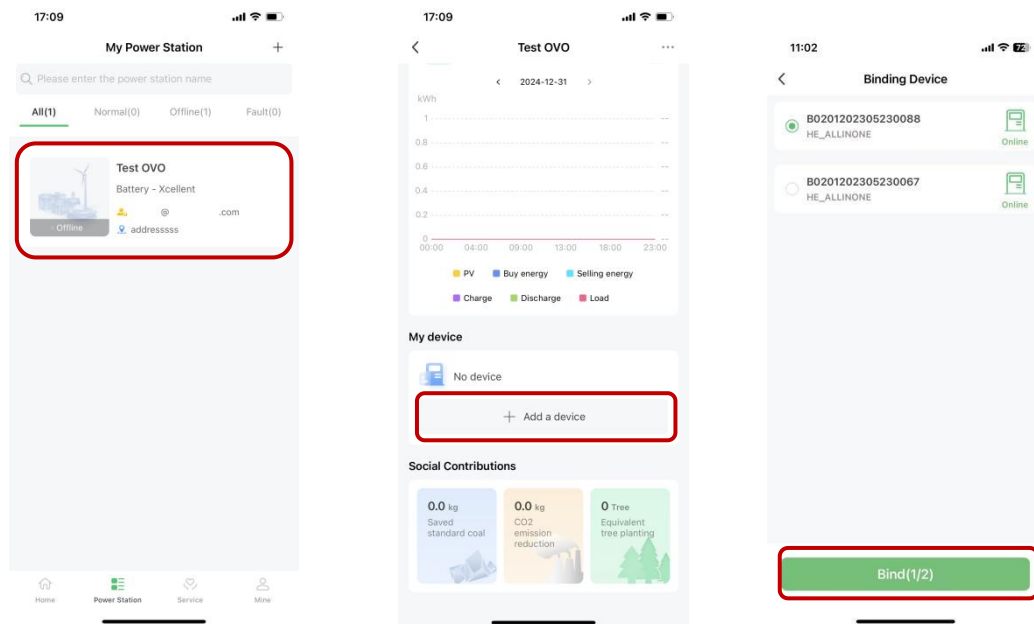 17:09
My Power Station
+
Please enter the power station name
All(1) Normal(0) Offline(1) Fault(0)
Test OVO
Battery - Xcellent
@ .com
Offline
addresssss
Home Power Station Service Mine
17:09
Test OVO
< 2024-12-31 >
kWh
1 --
0.8 --
0.6 --
0.4 --
0.2 --
0 --
00:00 04:00 09:00 13:00 18:00 23:00
PV Buy energy Selling energy
Charge Discharge Load
My device
No device
+ Add a device
Social Contributions
0.0 kg
Saved
standard coal
0.0 kg
CO2
emission
reduction
0 Tree
Equivalent
tree planting
11:02
72
Binding Device
B0201202305230088
HE_ALLINONE
Online
B0201202305230067
HE_ALLINONE
Online
Bind(1/2)